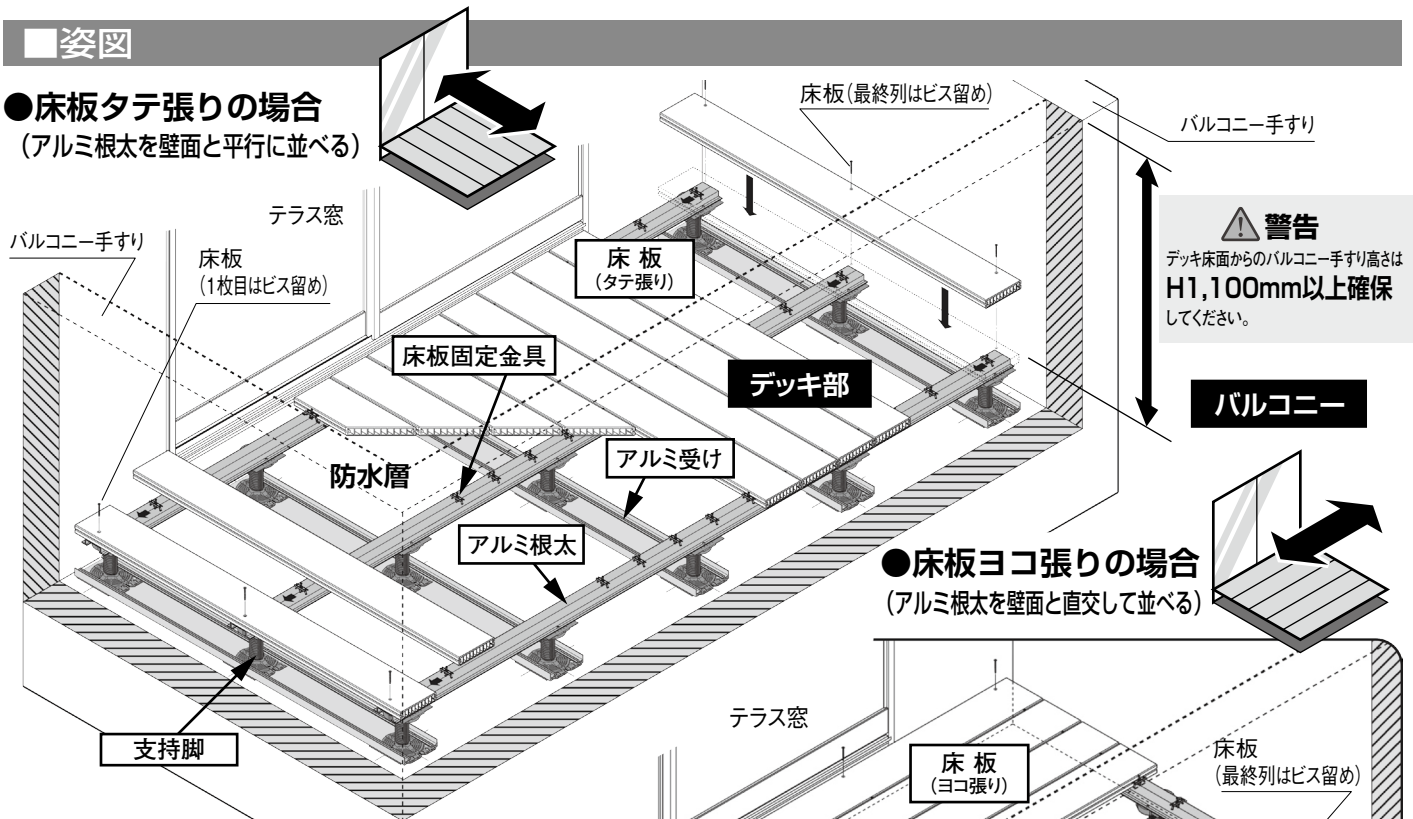 ■姿図
●床板タテ張りの場合
（アルミ根太を壁面と平行に並べる）
床板（最終列はビス留め）
バルコニー手すり
警告
デッキ床面からのバルコニー手すり高さは
H1,100mm以上確保
してください。
テラス窓
バルコニー手すり
床板
（1枚目はビス留め）
床 板
（タテ張り）
床板固定金具
デッキ部
バルコニー
防水層
アルミ受け
アルミ根太
支持脚
●床板ヨコ張りの場合
（アルミ根太を壁面と直交して並べる）
テラス窓
床 板
（ヨコ張り）
床板
（最終列はビス留め）